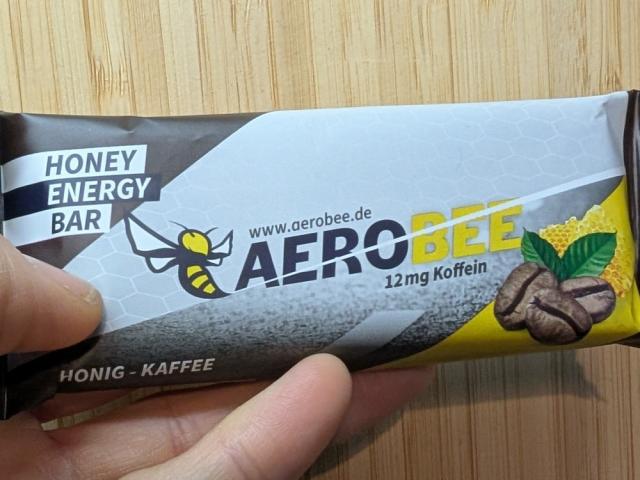 HONEY
ENERGY
BAR
www.aerobee.de
AEROBEE
12mg Koffein
HONIG - KAFFEE